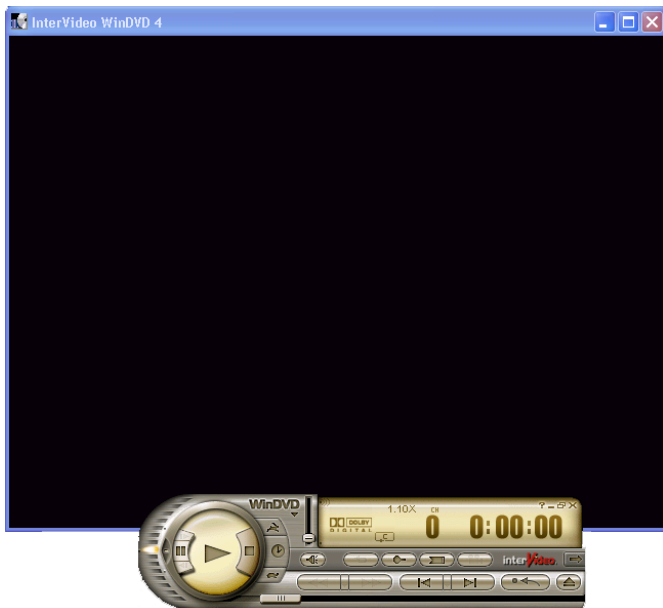 InterVideo WinDVD 4
WinDVD
1.10X CH
DOLBY
DIGITAL
C
0 0:00:00
interVideo